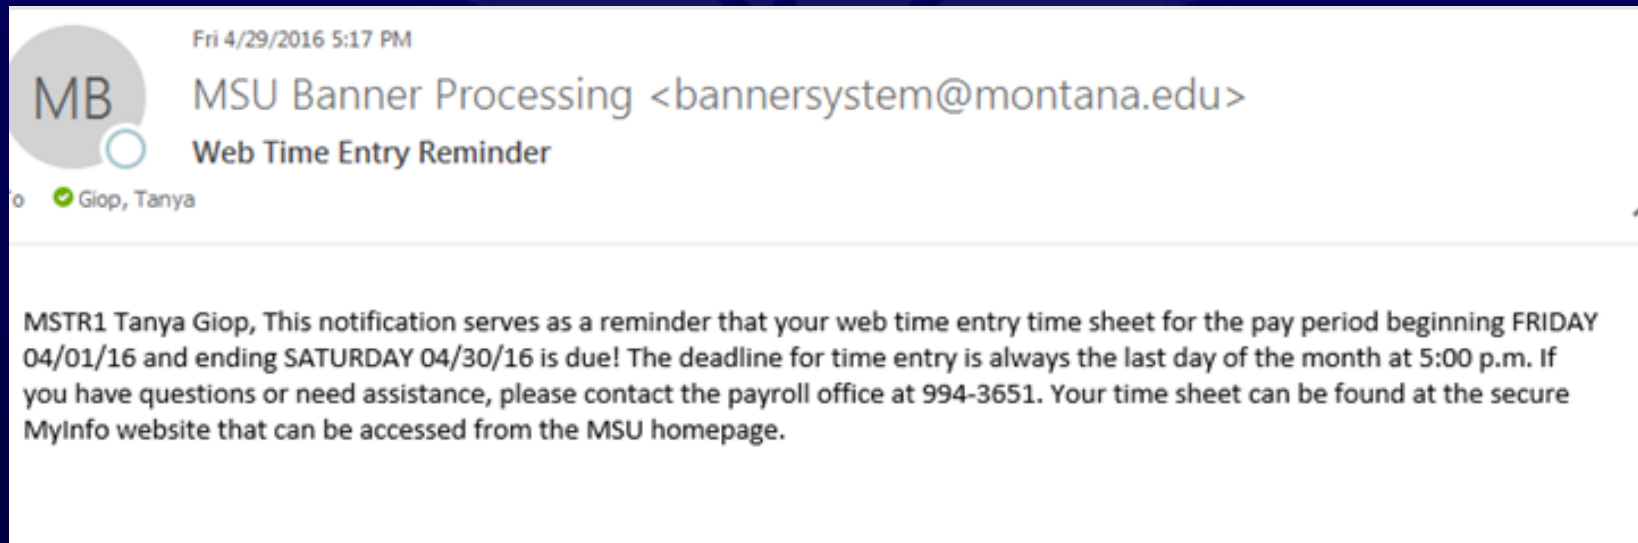 Fri 4/29/2016 5:17 PM
MB
MSU Banner Processing <bannersystem@montana.edu>
Web Time Entry Reminder
Giop, Tanya
MSTR1 Tanya Giop, This notification serves as a reminder that your web time entry time sheet for the pay period beginning FRIDAY
04/01/16 and ending SATURDAY 04/30/16 is due! The deadline for time entry is always the last day of the month at 5:00 p.m. If
you have questions or need assistance, please contact the payroll office at 994-3651. Your time sheet can be found at the secure
MyInfo website that can be accessed from the MSU homepage.